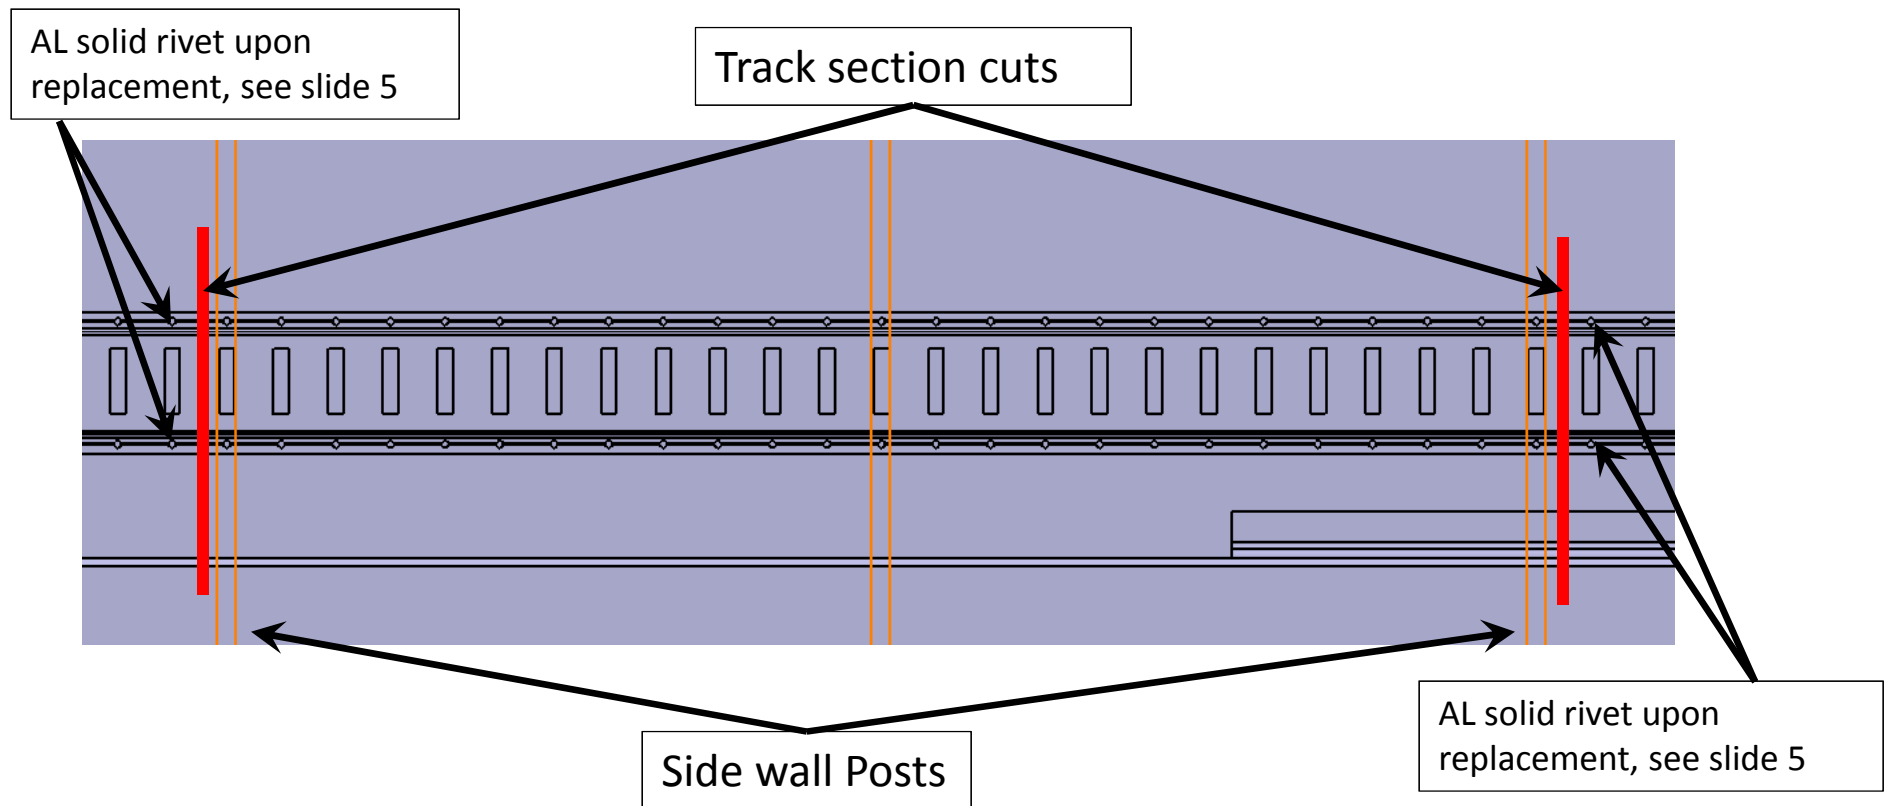 AL solid rivet upon
replacement, see slide 5
Track section cuts
Side wall Posts
AL solid rivet upon
replacement, see slide 5